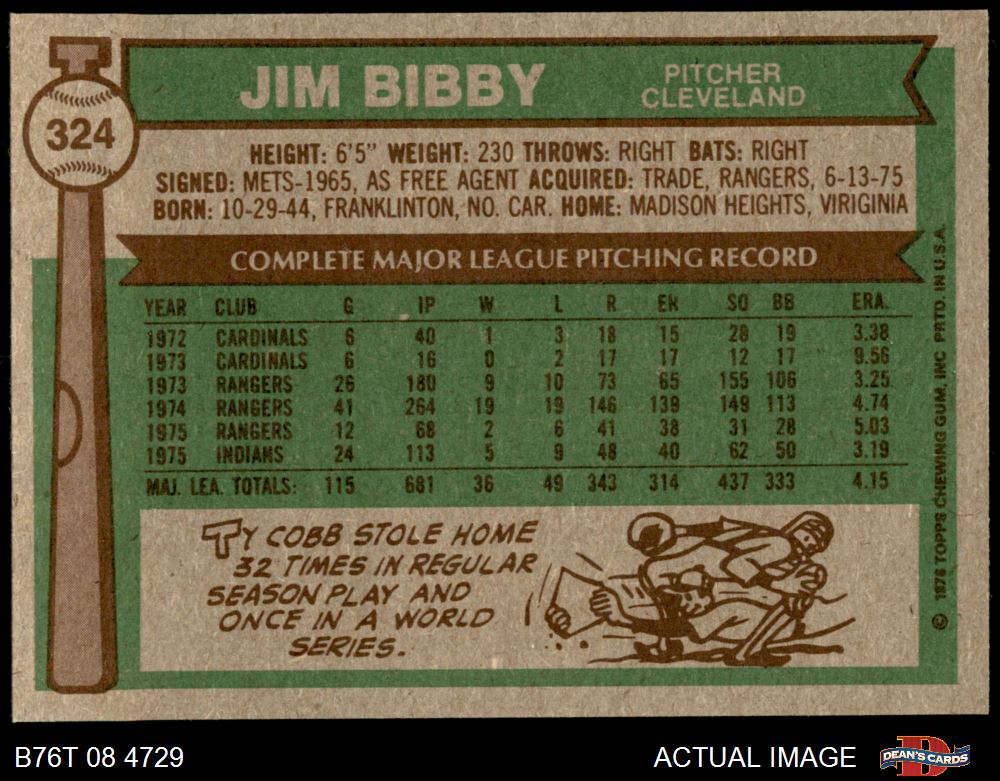 324
JIM BIBBY
PITCHER
CLEVELAND
HEIGHT: 6'5" WEIGHT: 230 THROWS: RIGHT BATS: RIGHT
SIGNED: METS-1965, AS FREE AGENT ACQUIRED: TRADE, RANGERS, 6-13-75
BORN: 10-29-44, FRANKLINTON, NO. CAR. HOME: MADISON HEIGHTS, VIRIGINIA
COMPLETE MAJOR LEAGUE PITCHING RECORD
YEAR CLUB G IP W L R ER SO BB ERA.
1972 CARDINALS 6 40 1 3 18 15 28 19 3.38
1973 CARDINALS 6 16 0 2 17 17 12 17 9.56
1973 RANGERS 26 180 9 10 73 65 155 106 3.25
1974 RANGERS 41 264 19 19 146 139 149 113 4.74
1975 RANGERS 12 68 2 6 41 38 31 28 5.03
1975 INDIANS 24 113 5 9 48 40 62 50 3.19
MAJ. LEA. TOTALS: 115 681 36 49 343 314 437 333 4.15
TY COBB STOLE HOME
32 TIMES IN REGULAR
SEASON PLAY AND
ONCE IN A WORLD
SERIES.
© 1976 TOPPS CHEWING GUM, INC PRTD. IN U.S.A.
B76T 08 4729
ACTUAL IMAGE
DEAN'S CARDS